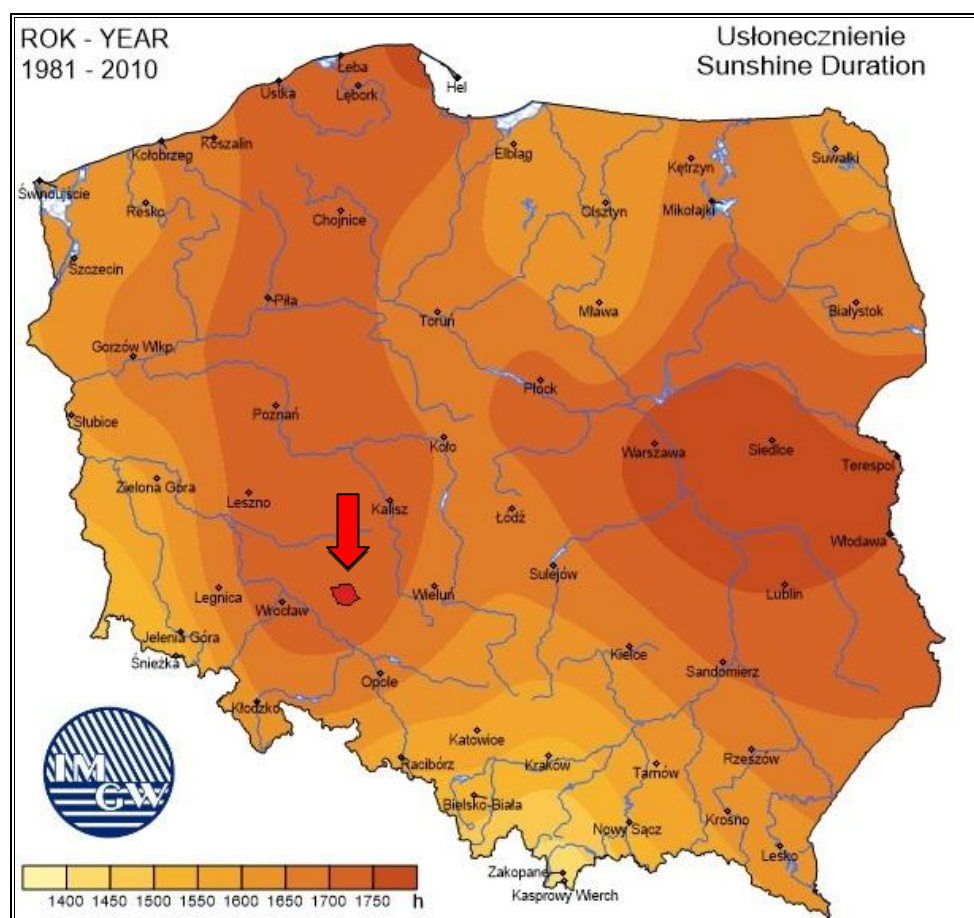 ROK - YEAR
1981 - 2010
Usłonecznienie
Sunshine Duration
Łeba
Hel
Ustka
Lębork
Koszalin
Kołobrzeg
Elbląg
Kętrzyn
Suwałki
Świnoujście
Resko
Chojnice
Olsztyn
Mikołajki
Szczecin
Piła
Toruń
Mława
Białystok
Gorzów Wlkp.
Płock
Słubice
Poznań
Koło
Warszawa
Siedlce
Terespol
Zielona Góra
Leszno
Kalisz
Łódź
Włodawa
Sulejów
Legnica
Wrocław
Wieluń
Lublin
Jelenia Góra
Śnieżka
Kielce
Sandomierz
Opole
Kłodzko
Katowice
Racibórz
Kraków
Tarnów
Rzeszów
Bielsko-Biała
Nowy Sącz
Krosno
Lesko
Zakopane
Kasprowy Wierch
IM
GW
1400 1500 1600 1700
1450 1550 1650 1750 h